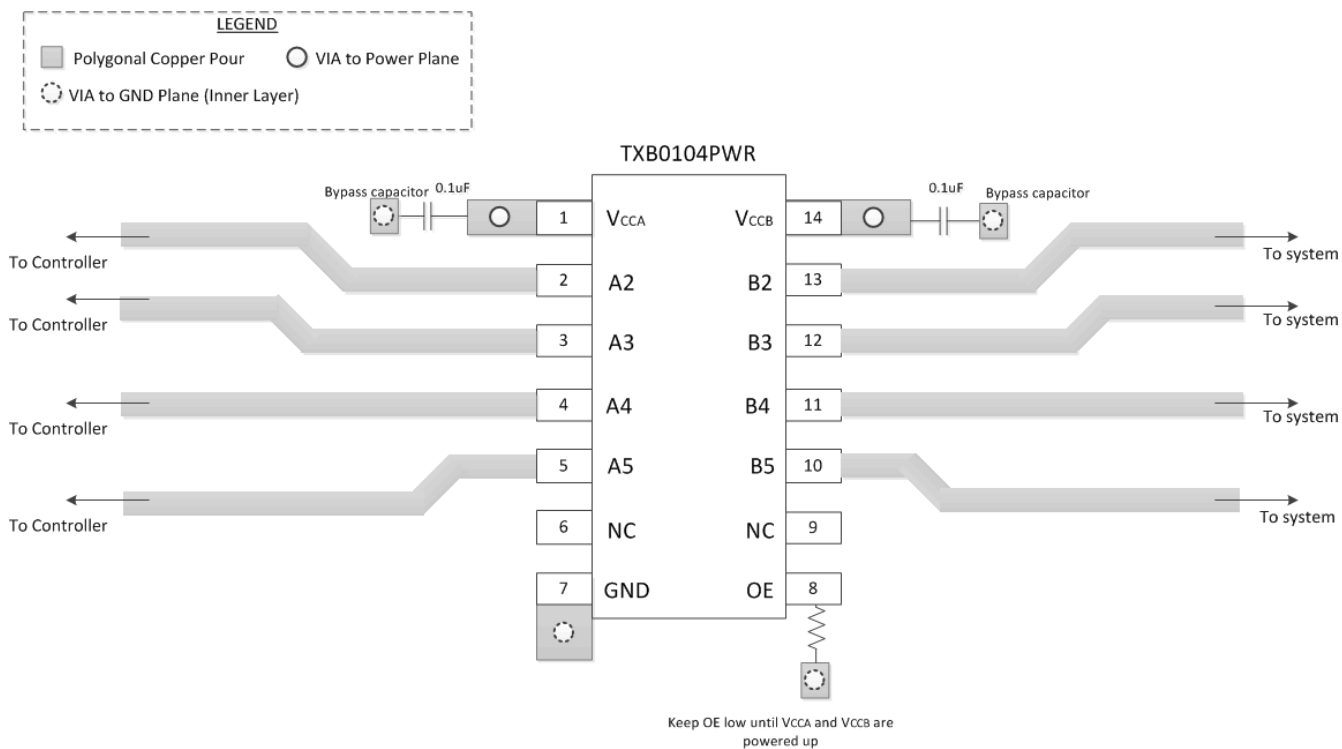 LEGEND
Polygonal Copper Pour
VIA to Power Plane
VIA to GND Plane (Inner Layer)
TXB0104PWR
Bypass capacitor
0.1uF
0.1uF
Bypass capacitor
1
VCCA
VCCB
14
To Controller
To system
2
A2
B2
13
To Controller
To system
3
A3
B3
12
To Controller
To system
4
A4
B4
11
5
A5
B5
10
To Controller
To system
6
NC
NC
9
7
GND
OE
8
Keep OE low until VCCA and VCCB are
powered up